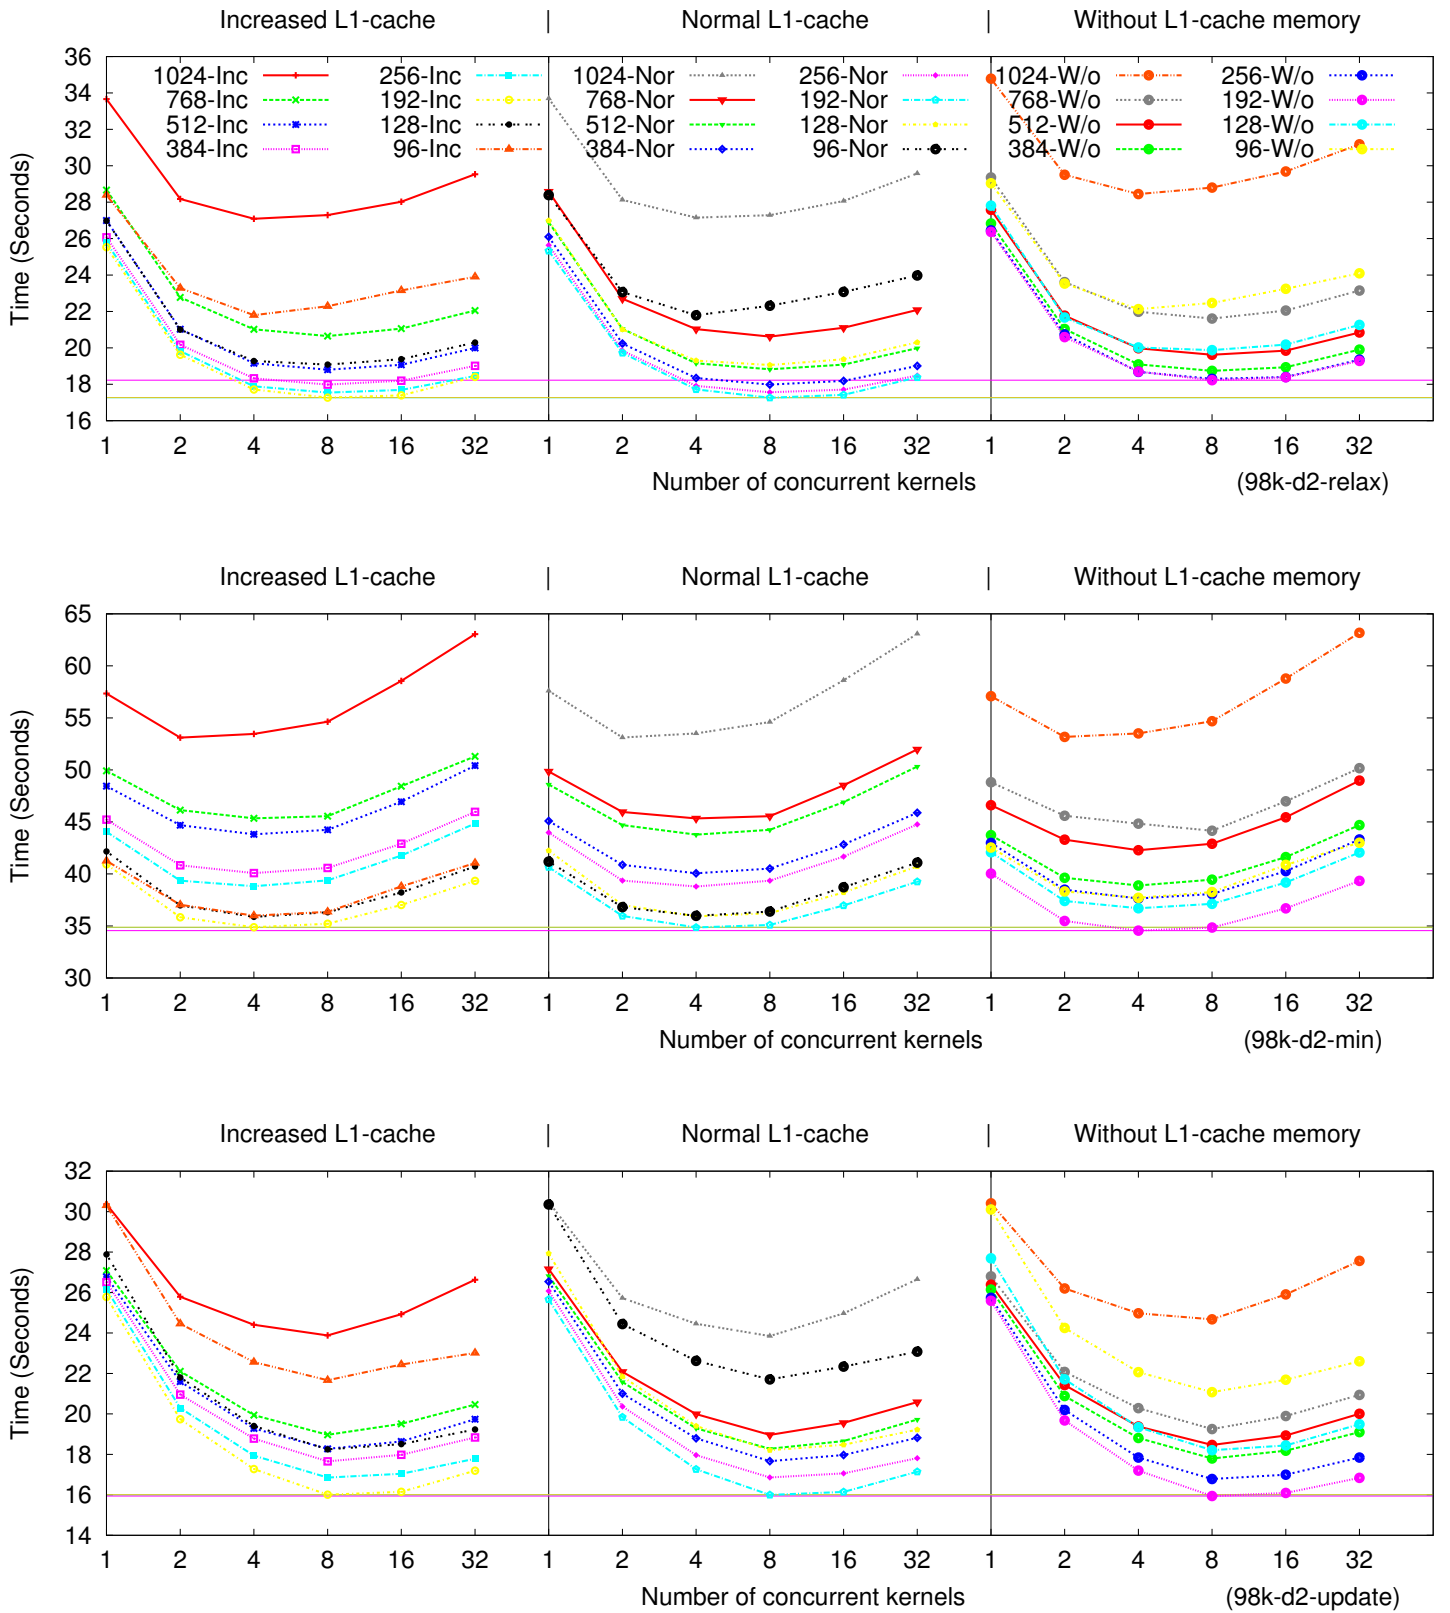 Increased L1-cache | Normal L1-cache | Without L1-cache memory
36
34
32
30
28
26
24
22
20
18
16
Time (Seconds)
1024-Inc 256-Inc 1024-Nor 256-Nor 1024-W/o 256-W/o
768-Inc 192-Inc 768-Nor 192-Nor 768-W/o 192-W/o
512-Inc 128-Inc 512-Nor 128-Nor 512-W/o 128-W/o
384-Inc 96-Inc 384-Nor 96-Nor 384-W/o 96-W/o
1 2 4 8 16 32 1 2 4 8 16 32 1 2 4 8 16 32
Number of concurrent kernels (98k-d2-relax)
Increased L1-cache | Normal L1-cache | Without L1-cache memory
65
60
55
50
45
40
35
30
Time (Seconds)
1 2 4 8 16 32 1 2 4 8 16 32 1 2 4 8 16 32
Number of concurrent kernels (98k-d2-min)
Increased L1-cache | Normal L1-cache | Without L1-cache memory
32
30
28
26
24
22
20
18
16
14
Time (Seconds)
1 2 4 8 16 32 1 2 4 8 16 32 1 2 4 8 16 32
Number of concurrent kernels (98k-d2-update)